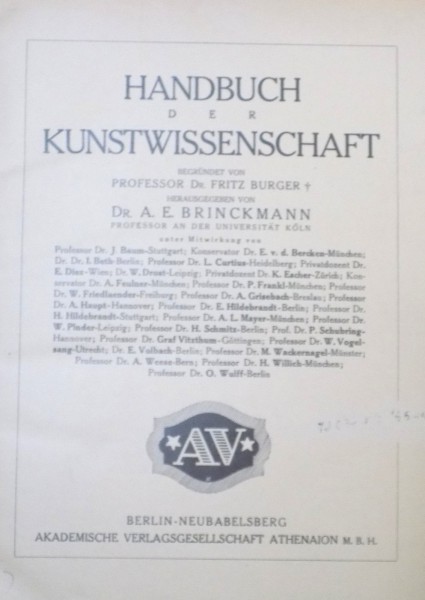 HANDBUCH
DER
KUNSTWISSENSCHAFT
BEGRÜNDET VON
PROFESSOR DR. FRITZ BURGER †
HERAUSGEGEBEN VON
DR. A. E. BRINCKMANN
PROFESSOR AN DER UNIVERSITÄT KÖLN
unter Mitwirkung von
Professor Dr. J. Baum-Stuttgart; Konservator Dr. E. v. d. Bercken-München;
Dr. Dr. I. Beth-Berlin; Professor Dr. L. Curtius-Heidelberg; Privatdozent Dr.
E. Diez-Wien; Dr. W. Drost-Leipzig; Privatdozent Dr. K. Escher-Zürich; Kon-
servator Dr. A. Feulner-München; Professor Dr. P. Frankl-München; Professor
Dr. W. Friedlaender-Freiburg; Professor Dr. A. Grisebach-Breslau; Professor
Dr. A. Haupt-Hannover; Professor Dr. E. Hildebrandt-Berlin; Professor Dr.
H. Hildebrandt-Stuttgart; Professor Dr. A. L. Mayer-München; Professor Dr.
W. Pinder-Leipzig; Professor Dr. H. Schmitz-Berlin; Prof. Dr. P. Schubring-
Hannover; Professor Dr. Graf Vitzthum-Göttingen; Professor Dr. W. Vogel-
sang-Utrecht; Dr. E. Volbach-Berlin; Professor Dr. M. Wackernagel-Münster;
Professor Dr. A. Weese-Bern; Professor Dr. H. Willich-München;
Professor Dr. O. Wulff-Berlin
AV
BERLIN-NEUBABELSBERG
AKADEMISCHE VERLAGSGESELLSCHAFT ATHENAION M. B. H.